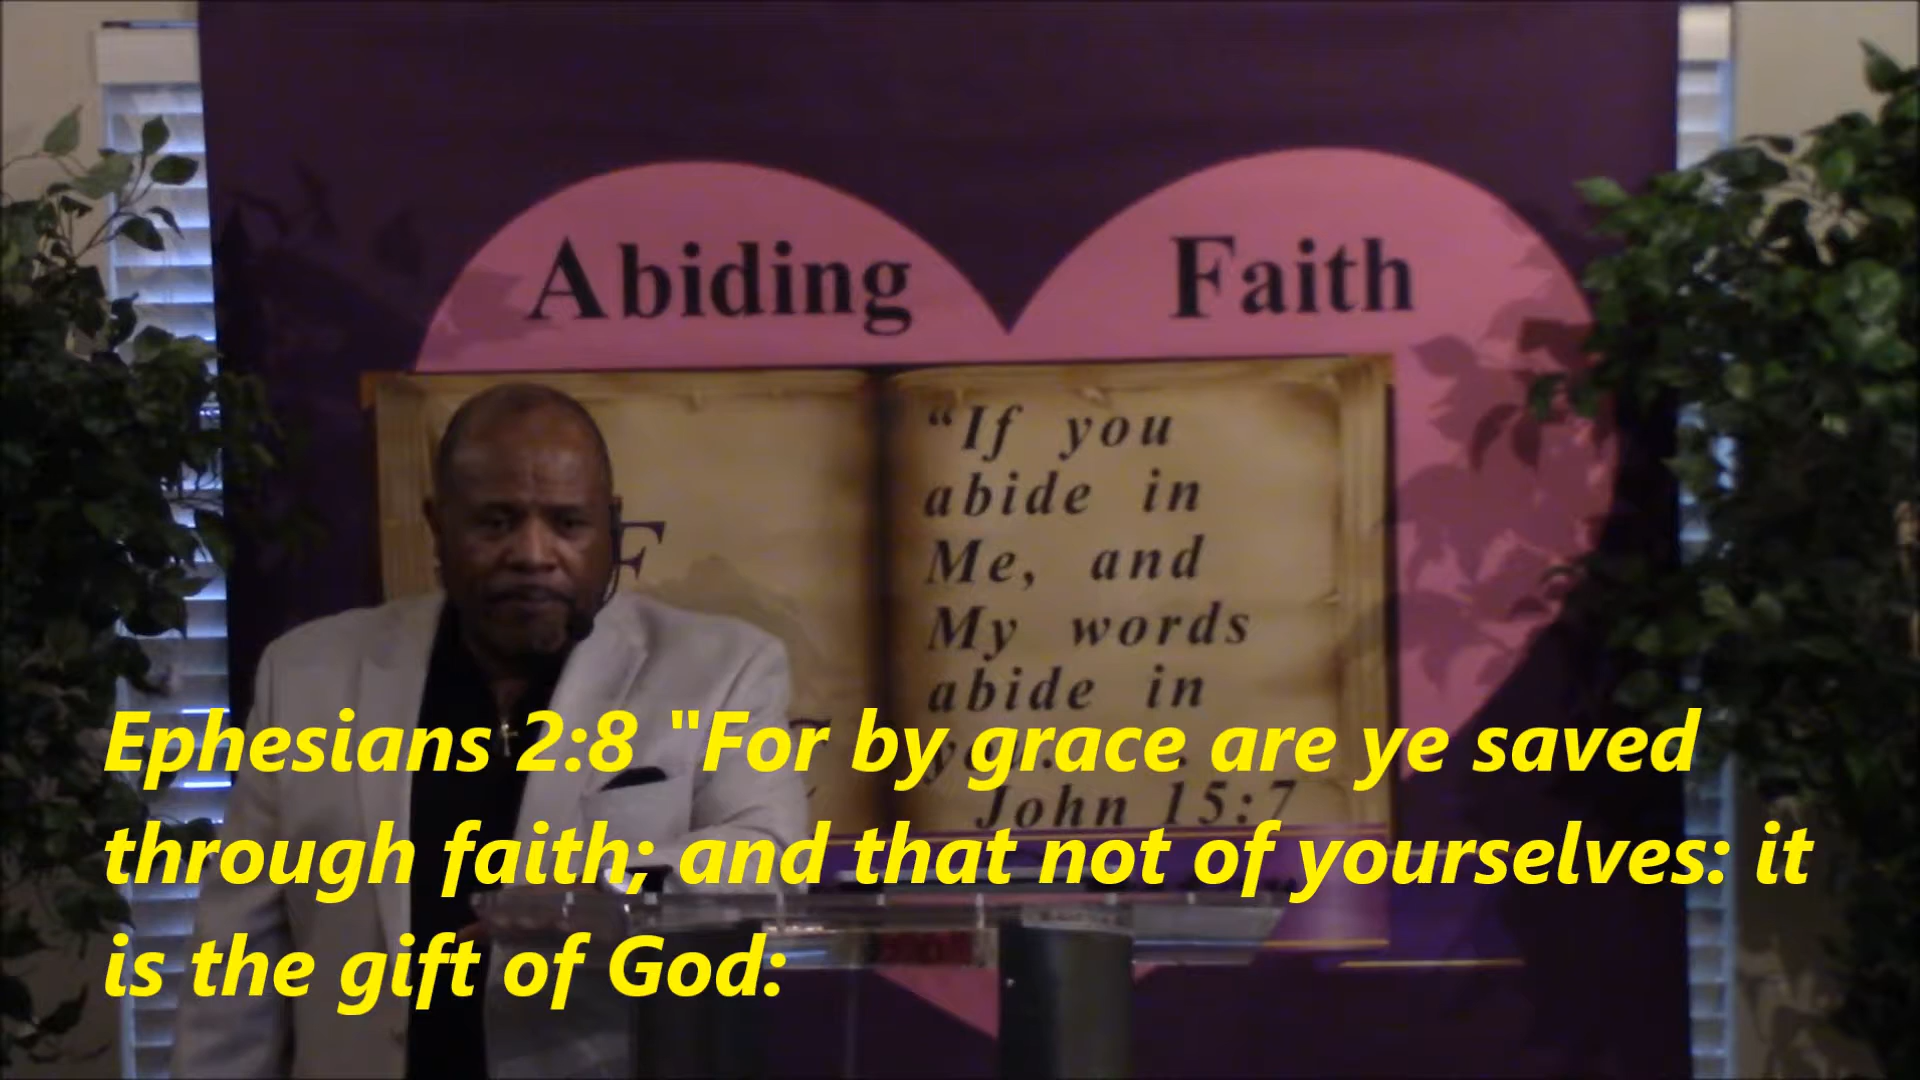 Abiding Faith
"If you
abide in
Me, and
My words
abide in
you...
John 15:7
F
Ephesians 2:8 "For by grace are ye saved
through faith; and that not of yourselves: it
is the gift of God: